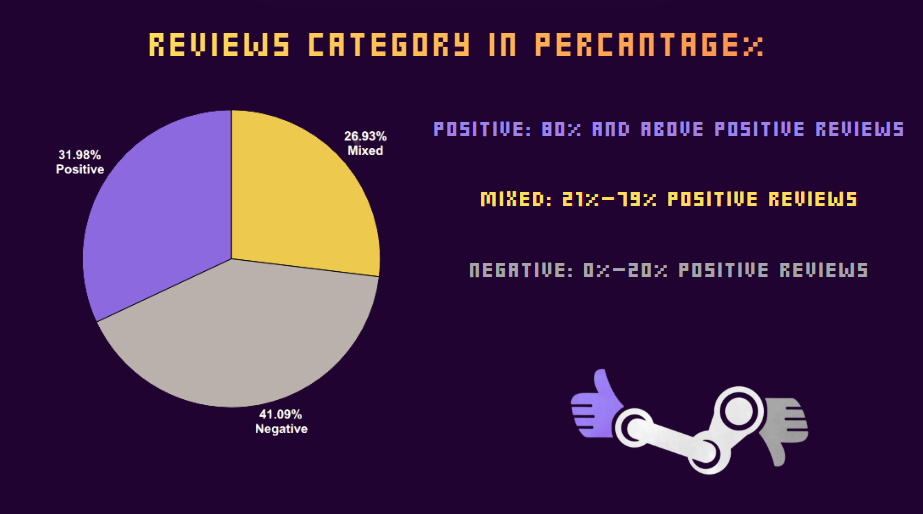 REVIEWS CATEGORY IN PERCANTAGE%
26.93%
Mixed
31.98%
Positive
41.09%
Negative
POSITIVE: 80% AND ABOVE POSITIVE REVIEWS
MIXED: 21%-79% POSITIVE REVIEWS
NEGATIVE: 0%-20% POSITIVE REVIEWS